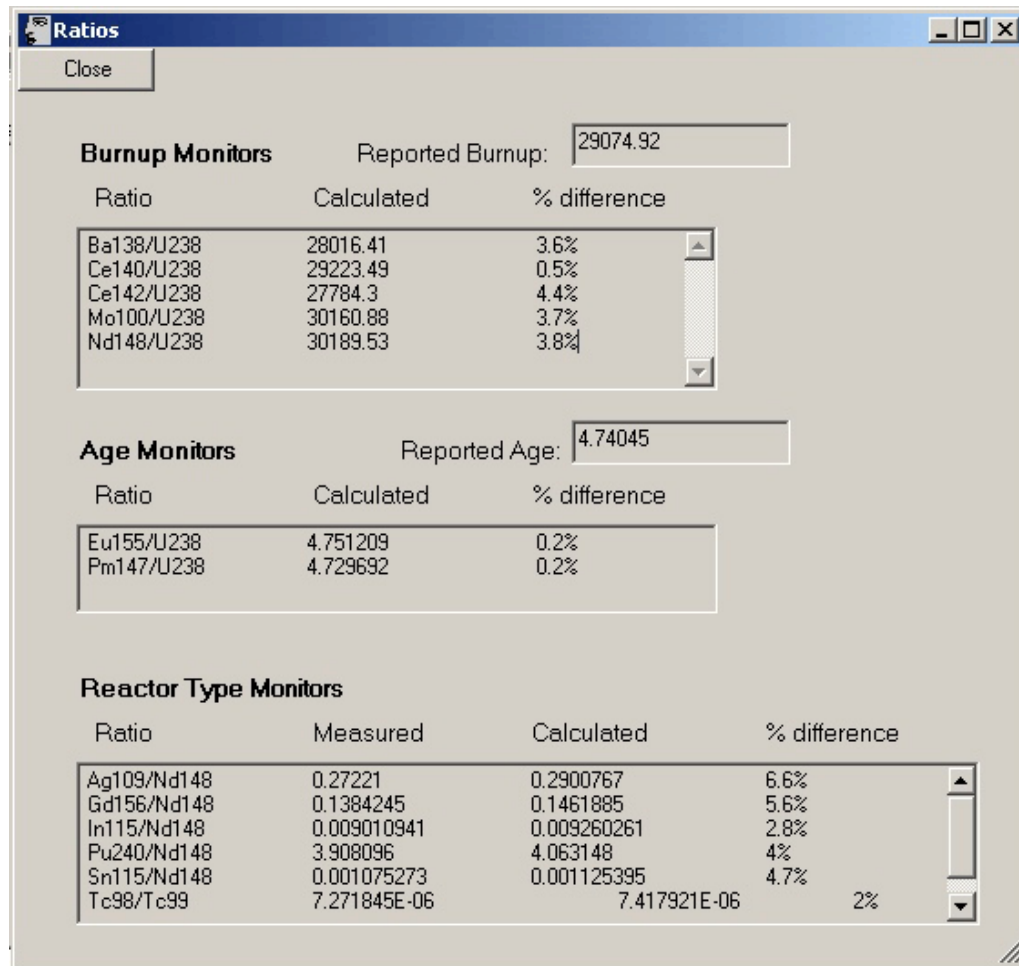 Ratios
Close
Burnup Monitors Reported Burnup: 29074.92
Ratio Calculated % difference
Ba138/U238 28016.41 3.6%
Ce140/U238 29223.49 0.5%
Ce142/U238 27784.3 4.4%
Mo100/U238 30160.88 3.7%
Nd148/U238 30189.53 3.8%
Age Monitors Reported Age: 4.74045
Ratio Calculated % difference
Eu155/U238 4.751209 0.2%
Pm147/U238 4.729692 0.2%
Reactor Type Monitors
Ratio Measured Calculated % difference
Ag109/Nd148 0.27221 0.2900767 6.6%
Gd156/Nd148 0.1384245 0.1461885 5.6%
In115/Nd148 0.009010941 0.009260261 2.8%
Pu240/Nd148 3.908096 4.063148 4%
Sn115/Nd148 0.001075273 0.001125395 4.7%
Tc98/Tc99 7.271845E-06 7.417921E-06 2%